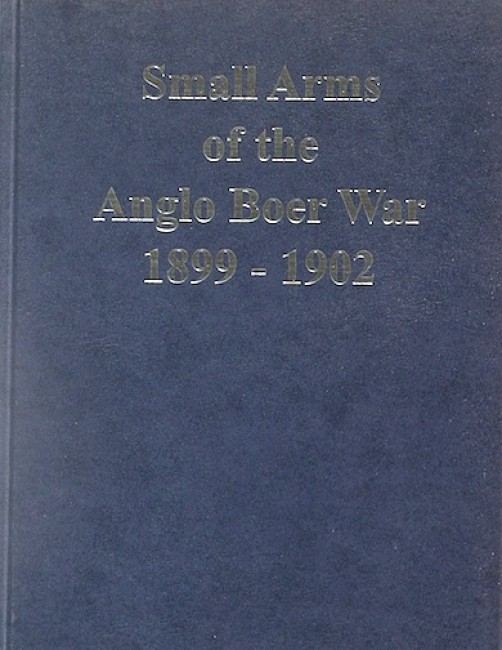 Small Arms
of the
Anglo Boer War
1899 - 1902